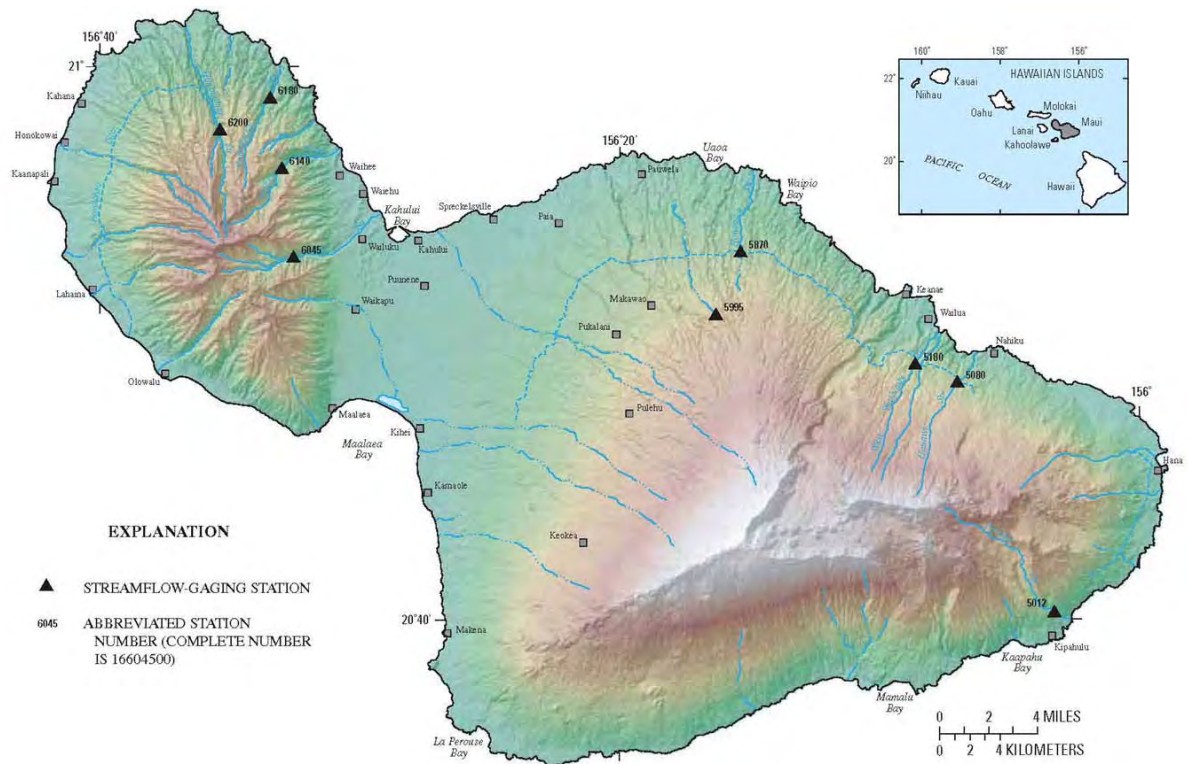 156°40'
21°
Kahana
Honokowai
Kaanapali
Lahaina
Olowalu
6180
6200
6140
6045
Waihee
Waiehu
Kahului
Bay
Wailuku
Kahului
Puunene
Waikapu
Maalaea
Maalaea
Bay
Spreckelsville
Paia
156°20'
Pauwela
Uaoa
Bay
Waipio
Bay
5870
Makawao
Pukalani
5995
Pulehu
Keanae
Wailua
Nahiku
5180
5080
156°
Hana
Kihei
Kamaole
Keokea
20°40'
Makena
La Perouse
Bay
5012
Kipahulu
Kaapahu
Bay
Mamalu
Bay
EXPLANATION
STREAMFLOW-GAGING STATION
6045 ABBREVIATED STATION
NUMBER (COMPLETE NUMBER
IS 16604500)
160° 158° 156°
22°
20°
HAWAIIAN ISLANDS
Kauai
Niihau
Oahu
Molokai
Maui
Lanai
Kahoolawe
PACIFIC OCEAN
Hawaii
0 2 4 MILES
0 2 4 KILOMETERS